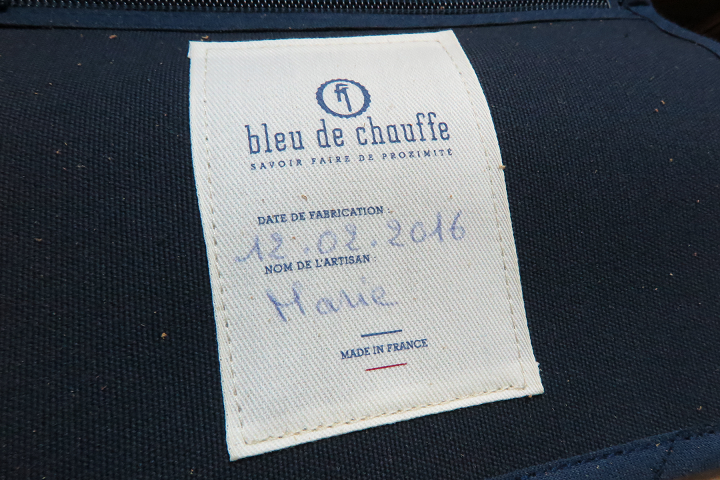 bleu de chauffe
SAVOIR FAIRE DE PROXIMITÉ
DATE DE FABRICATION :
12.02.2016
NOM DE L'ARTISAN :
Marie
MADE IN FRANCE